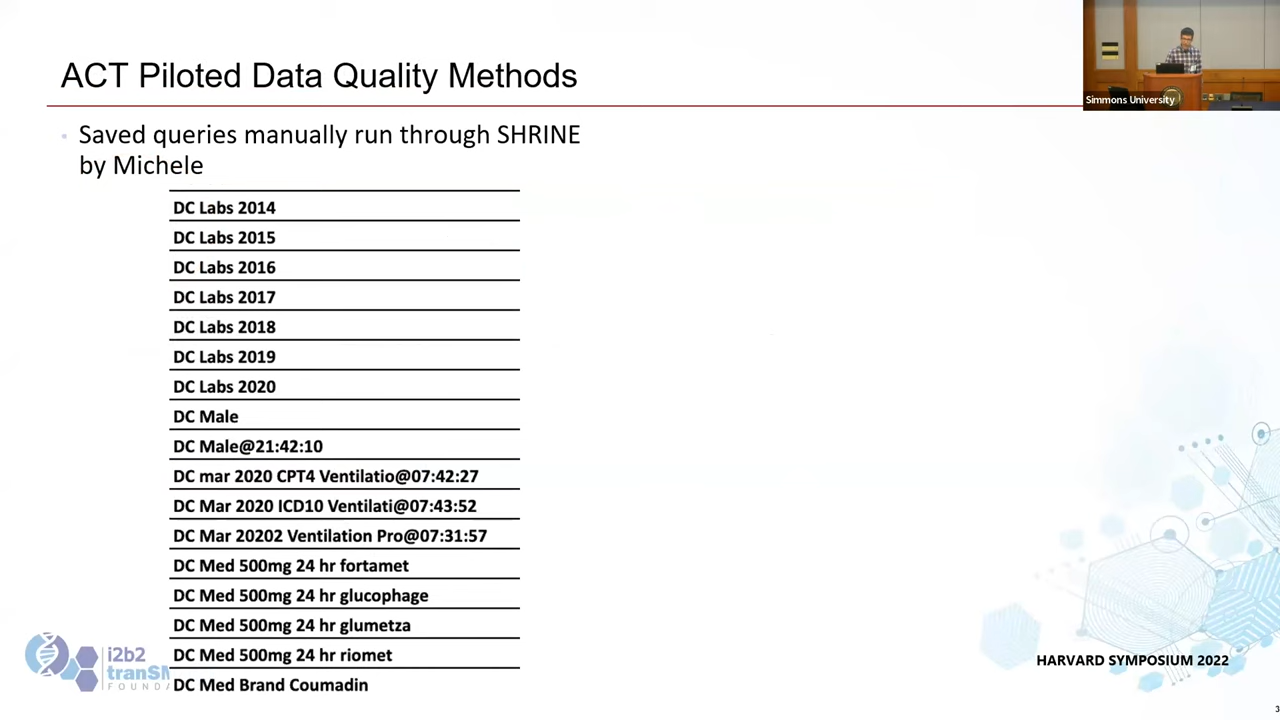 ACT Piloted Data Quality Methods
Simmons University
Saved queries manually run through SHRINE
by Michele
DC Labs 2014
DC Labs 2015
DC Labs 2016
DC Labs 2017
DC Labs 2018
DC Labs 2019
DC Labs 2020
DC Male
DC Male@21:42:10
DC mar 2020 CPT4 Ventilatio@07:42:27
DC Mar 2020 ICD10 Ventilati@07:43:52
DC Mar 20202 Ventilation Pro@07:31:57
DC Med 500mg 24 hr fortamet
DC Med 500mg 24 hr glucophage
DC Med 500mg 24 hr glumetza
DC Med 500mg 24 hr riomet
DC Med Brand Coumadin
i2b2
tranSM
FOUNDA
HARVARD SYMPOSIUM 2022
3